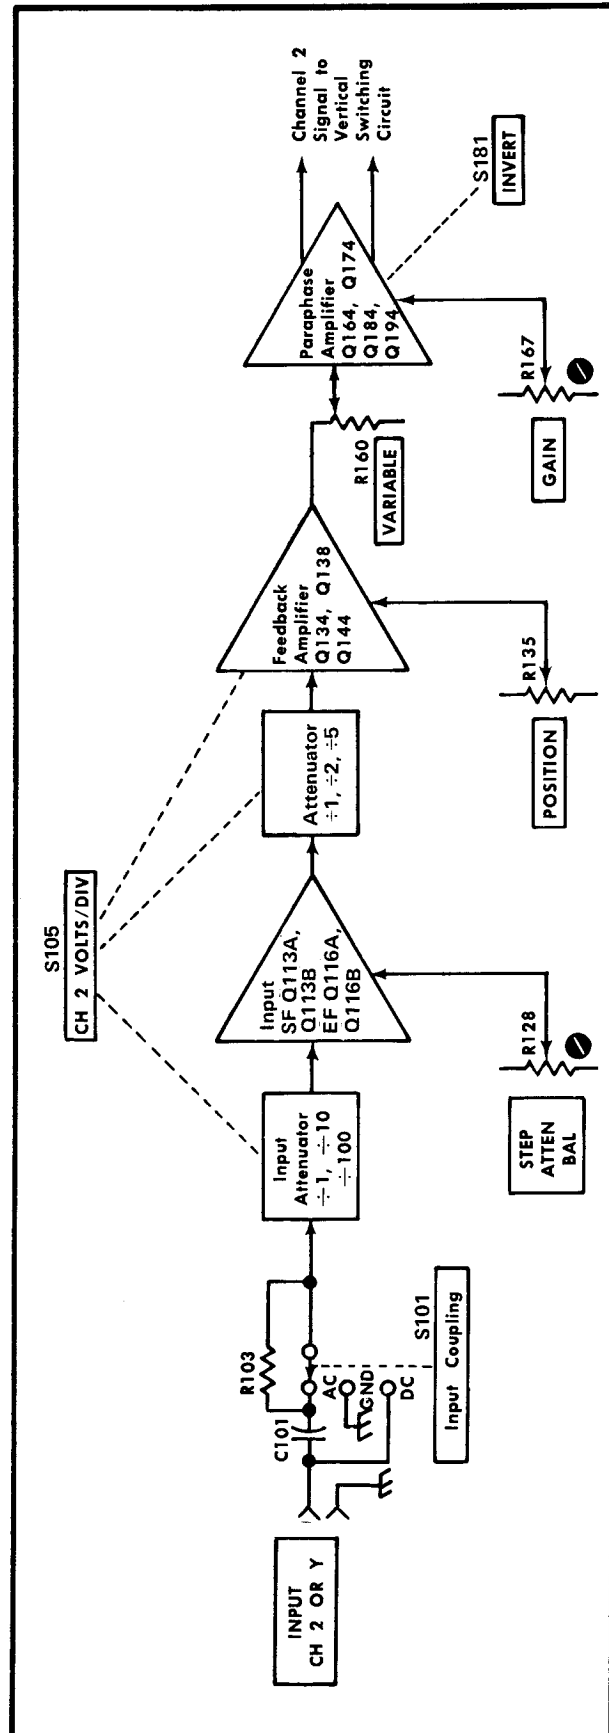 INPUT
CH 2 OR Y
C101
R103
AC
GND
DC
S101
Input Coupling
Input
Attenuator
÷1, ÷10
÷100
S105
CH 2 VOLTS/DIV
Input
SF Q113A,
Q113B
EF Q116A,
Q116B
R128
STEP
ATTEN
BAL
Attenuator
÷1, ÷2, ÷5
Feedback
Amplifier
Q134, Q138
Q144
R135
POSITION
R160
VARIABLE
Paraphase
Amplifier
Q164, Q174
Q184,
Q194
R167
GAIN
S181
INVERT
Channel 2
Signal to
Vertical
Switching
Circuit